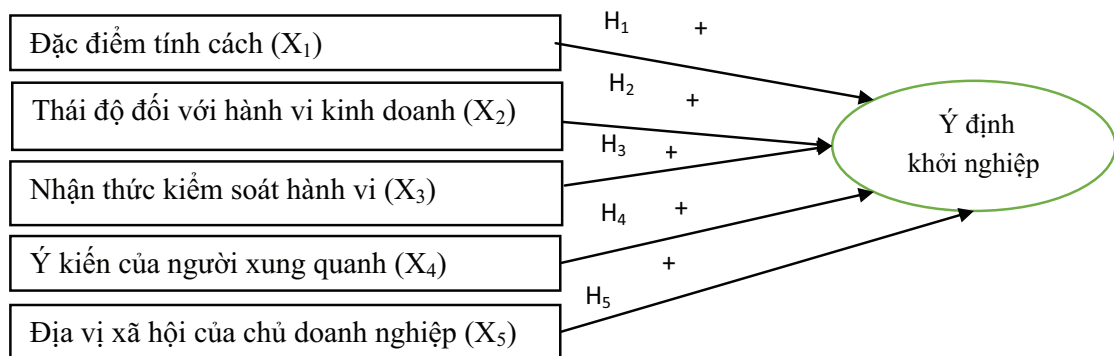 Đặc điểm tính cách (X₁)
H₁ +
Thái độ đối với hành vi kinh doanh (X₂)
H₂ +
Nhận thức kiểm soát hành vi (X₃)
H₃ +
Ý kiến của người xung quanh (X₄)
H₄ +
Địa vị xã hội của chủ doanh nghiệp (X₅)
H₅ +
Ý định
khởi nghiệp